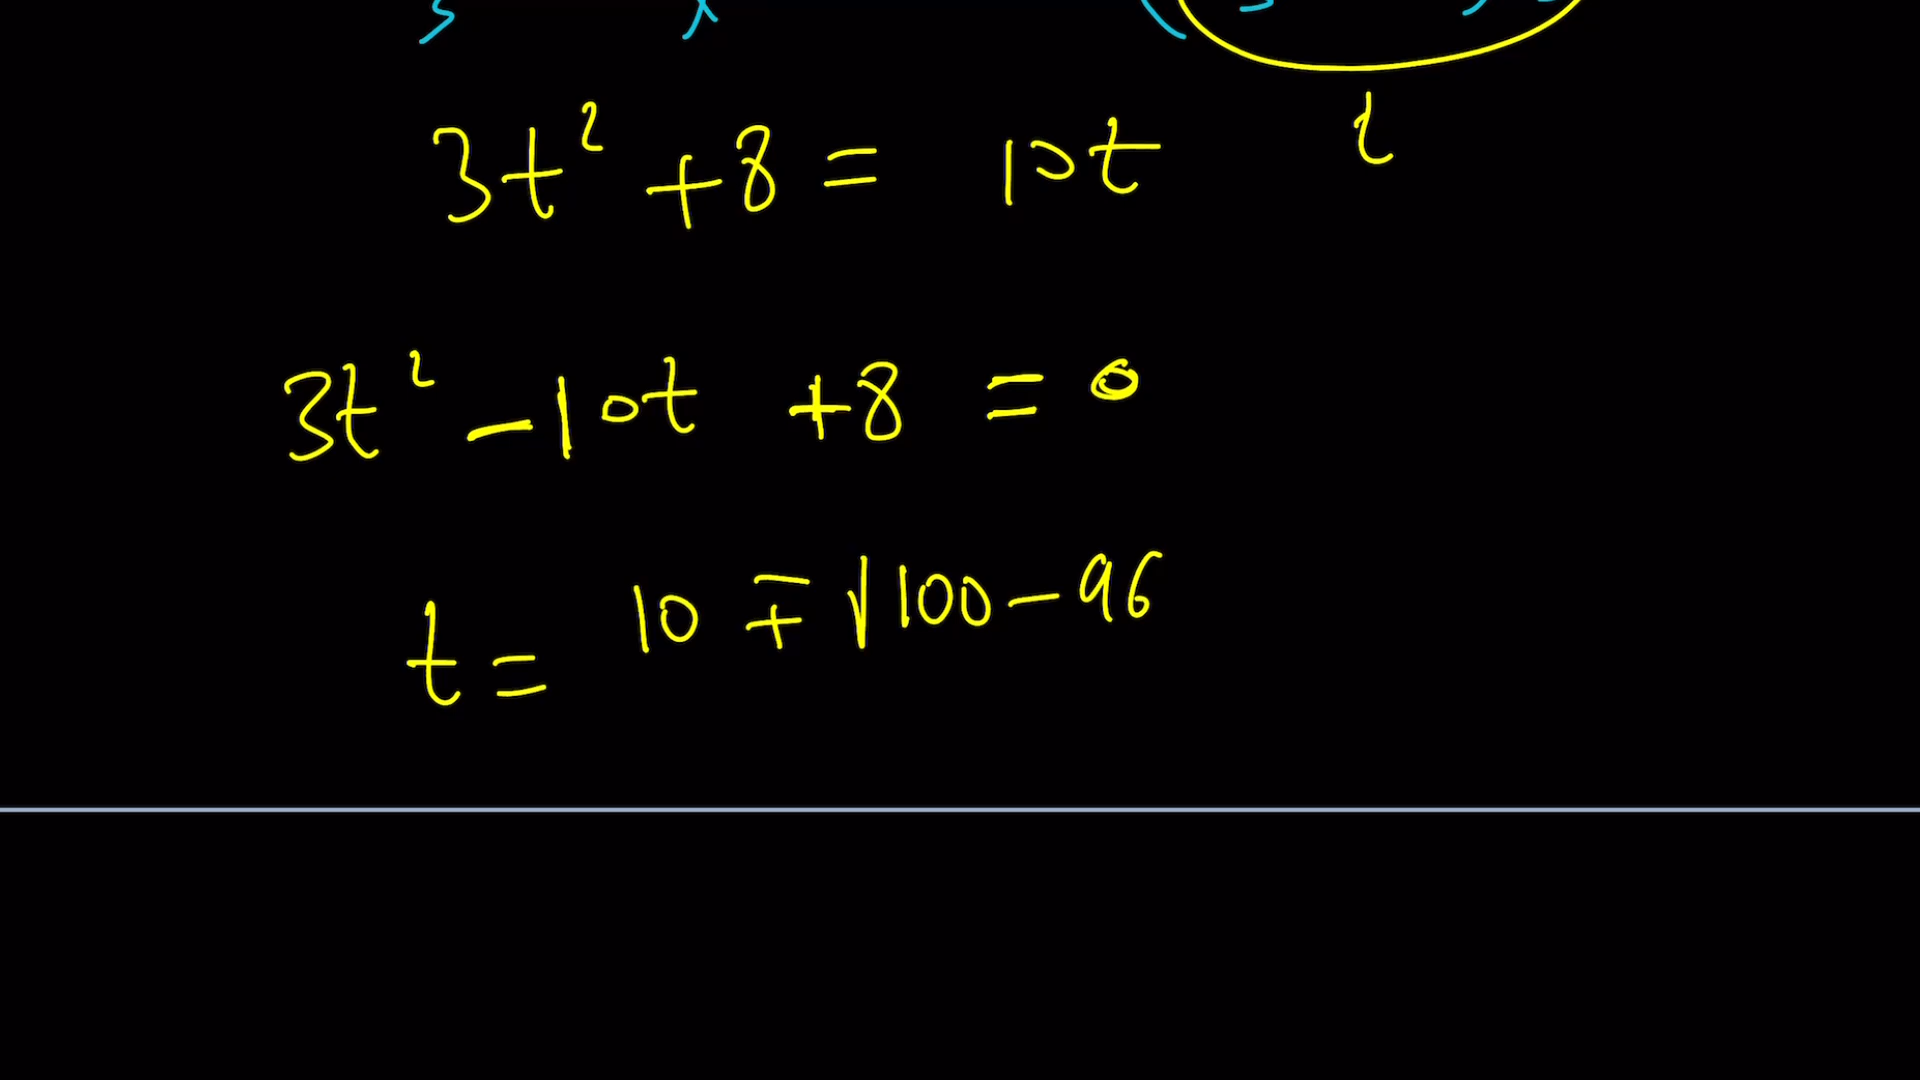 t
3t² +8 = 10t
3t² -10t +8 = 0
t = 10 ∓ √100-96